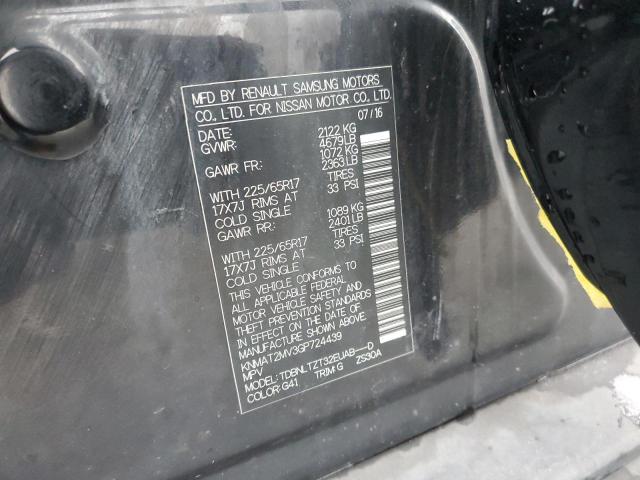 MFD BY RENAULT SAMSUNG MOTORS
CO. LTD. FOR NISSAN MOTOR CO. LTD.
DATE: 07/16
GVWR: 2122 KG
4679 LB
GAWR FR: 1072 KG
2363 LB
WITH 225/65R17 TIRES
17X7J RIMS AT 33 PSI
COLD SINGLE
GAWR RR: 1089 KG
2401 LB
WITH 225/65R17 TIRES
17X7J RIMS AT 33 PSI
COLD SINGLE
THIS VEHICLE CONFORMS TO
ALL APPLICABLE FEDERAL
MOTOR VEHICLE SAFETY AND
THEFT PREVENTION STANDARDS
IN EFFECT ON THE DATE OF
MANUFACTURE SHOWN ABOVE.
KNMAT2MV3GP724439
MPV
MODEL: TDBNLTZT32EUAB---D
COLOR: G41 TRIM: G ZS30A